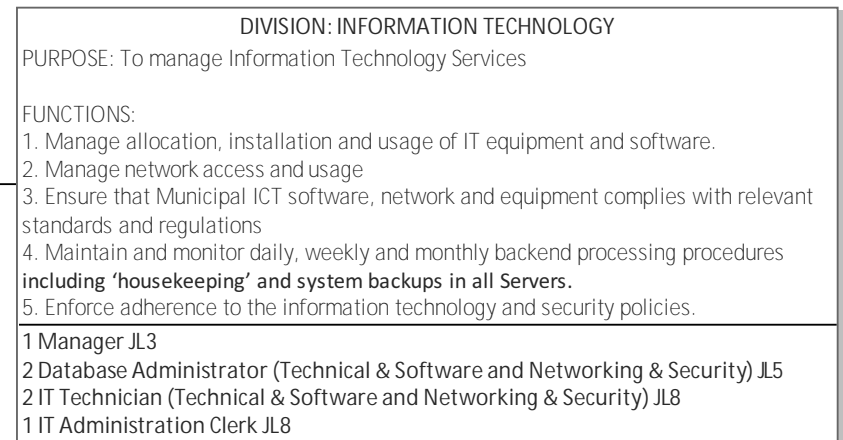 DIVISION: INFORMATION TECHNOLOGY
PURPOSE: To manage Information Technology Services
FUNCTIONS:
1. Manage allocation, installation and usage of IT equipment and software.
2. Manage network access and usage
3. Ensure that Municipal ICT software, network and equipment complies with relevant
standards and regulations
4. Maintain and monitor daily, weekly and monthly backend processing procedures
including ‘housekeeping’ and system backups in all Servers.
5. Enforce adherence to the information technology and security policies.
1 Manager JL3
2 Database Administrator (Technical & Software and Networking & Security) JL5
2 IT Technician (Technical & Software and Networking & Security) JL8
1 IT Administration Clerk JL8